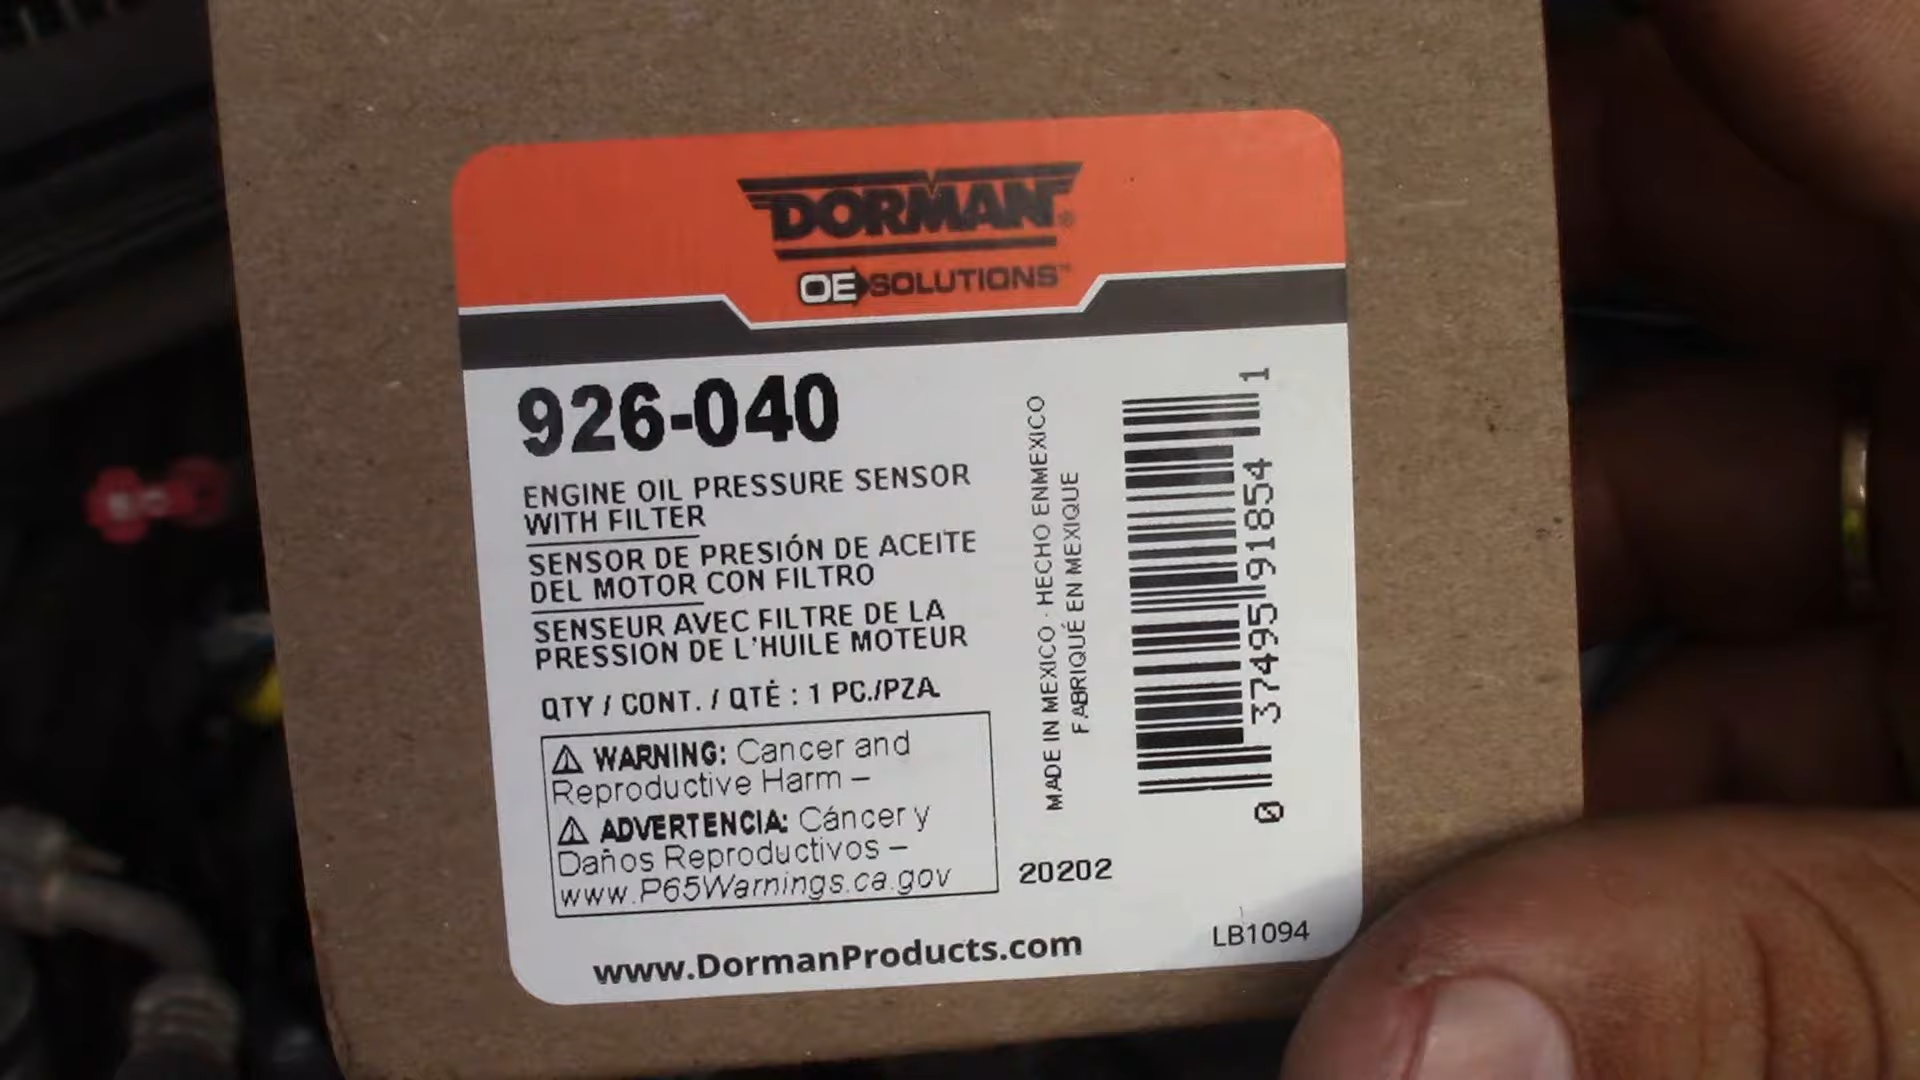 DORMAN®
OE SOLUTIONS™
926-040
ENGINE OIL PRESSURE SENSOR
WITH FILTER
SENSOR DE PRESIÓN DE ACEITE
DEL MOTOR CON FILTRO
SENSEUR AVEC FILTRE DE LA
PRESSION DE L'HUILE MOTEUR
QTY / CONT. / QTÉ : 1 PC./PZA.
⚠ WARNING: Cancer and
Reproductive Harm –
⚠ ADVERTENCIA: Cáncer y
Daños Reproductivos –
www.P65Warnings.ca.gov
MADE IN MEXICO · HECHO ENMEXICO
FABRIQUÉ EN MEXIQUE
0 37495 91854 1
20202
www.DormanProducts.com
LB1094